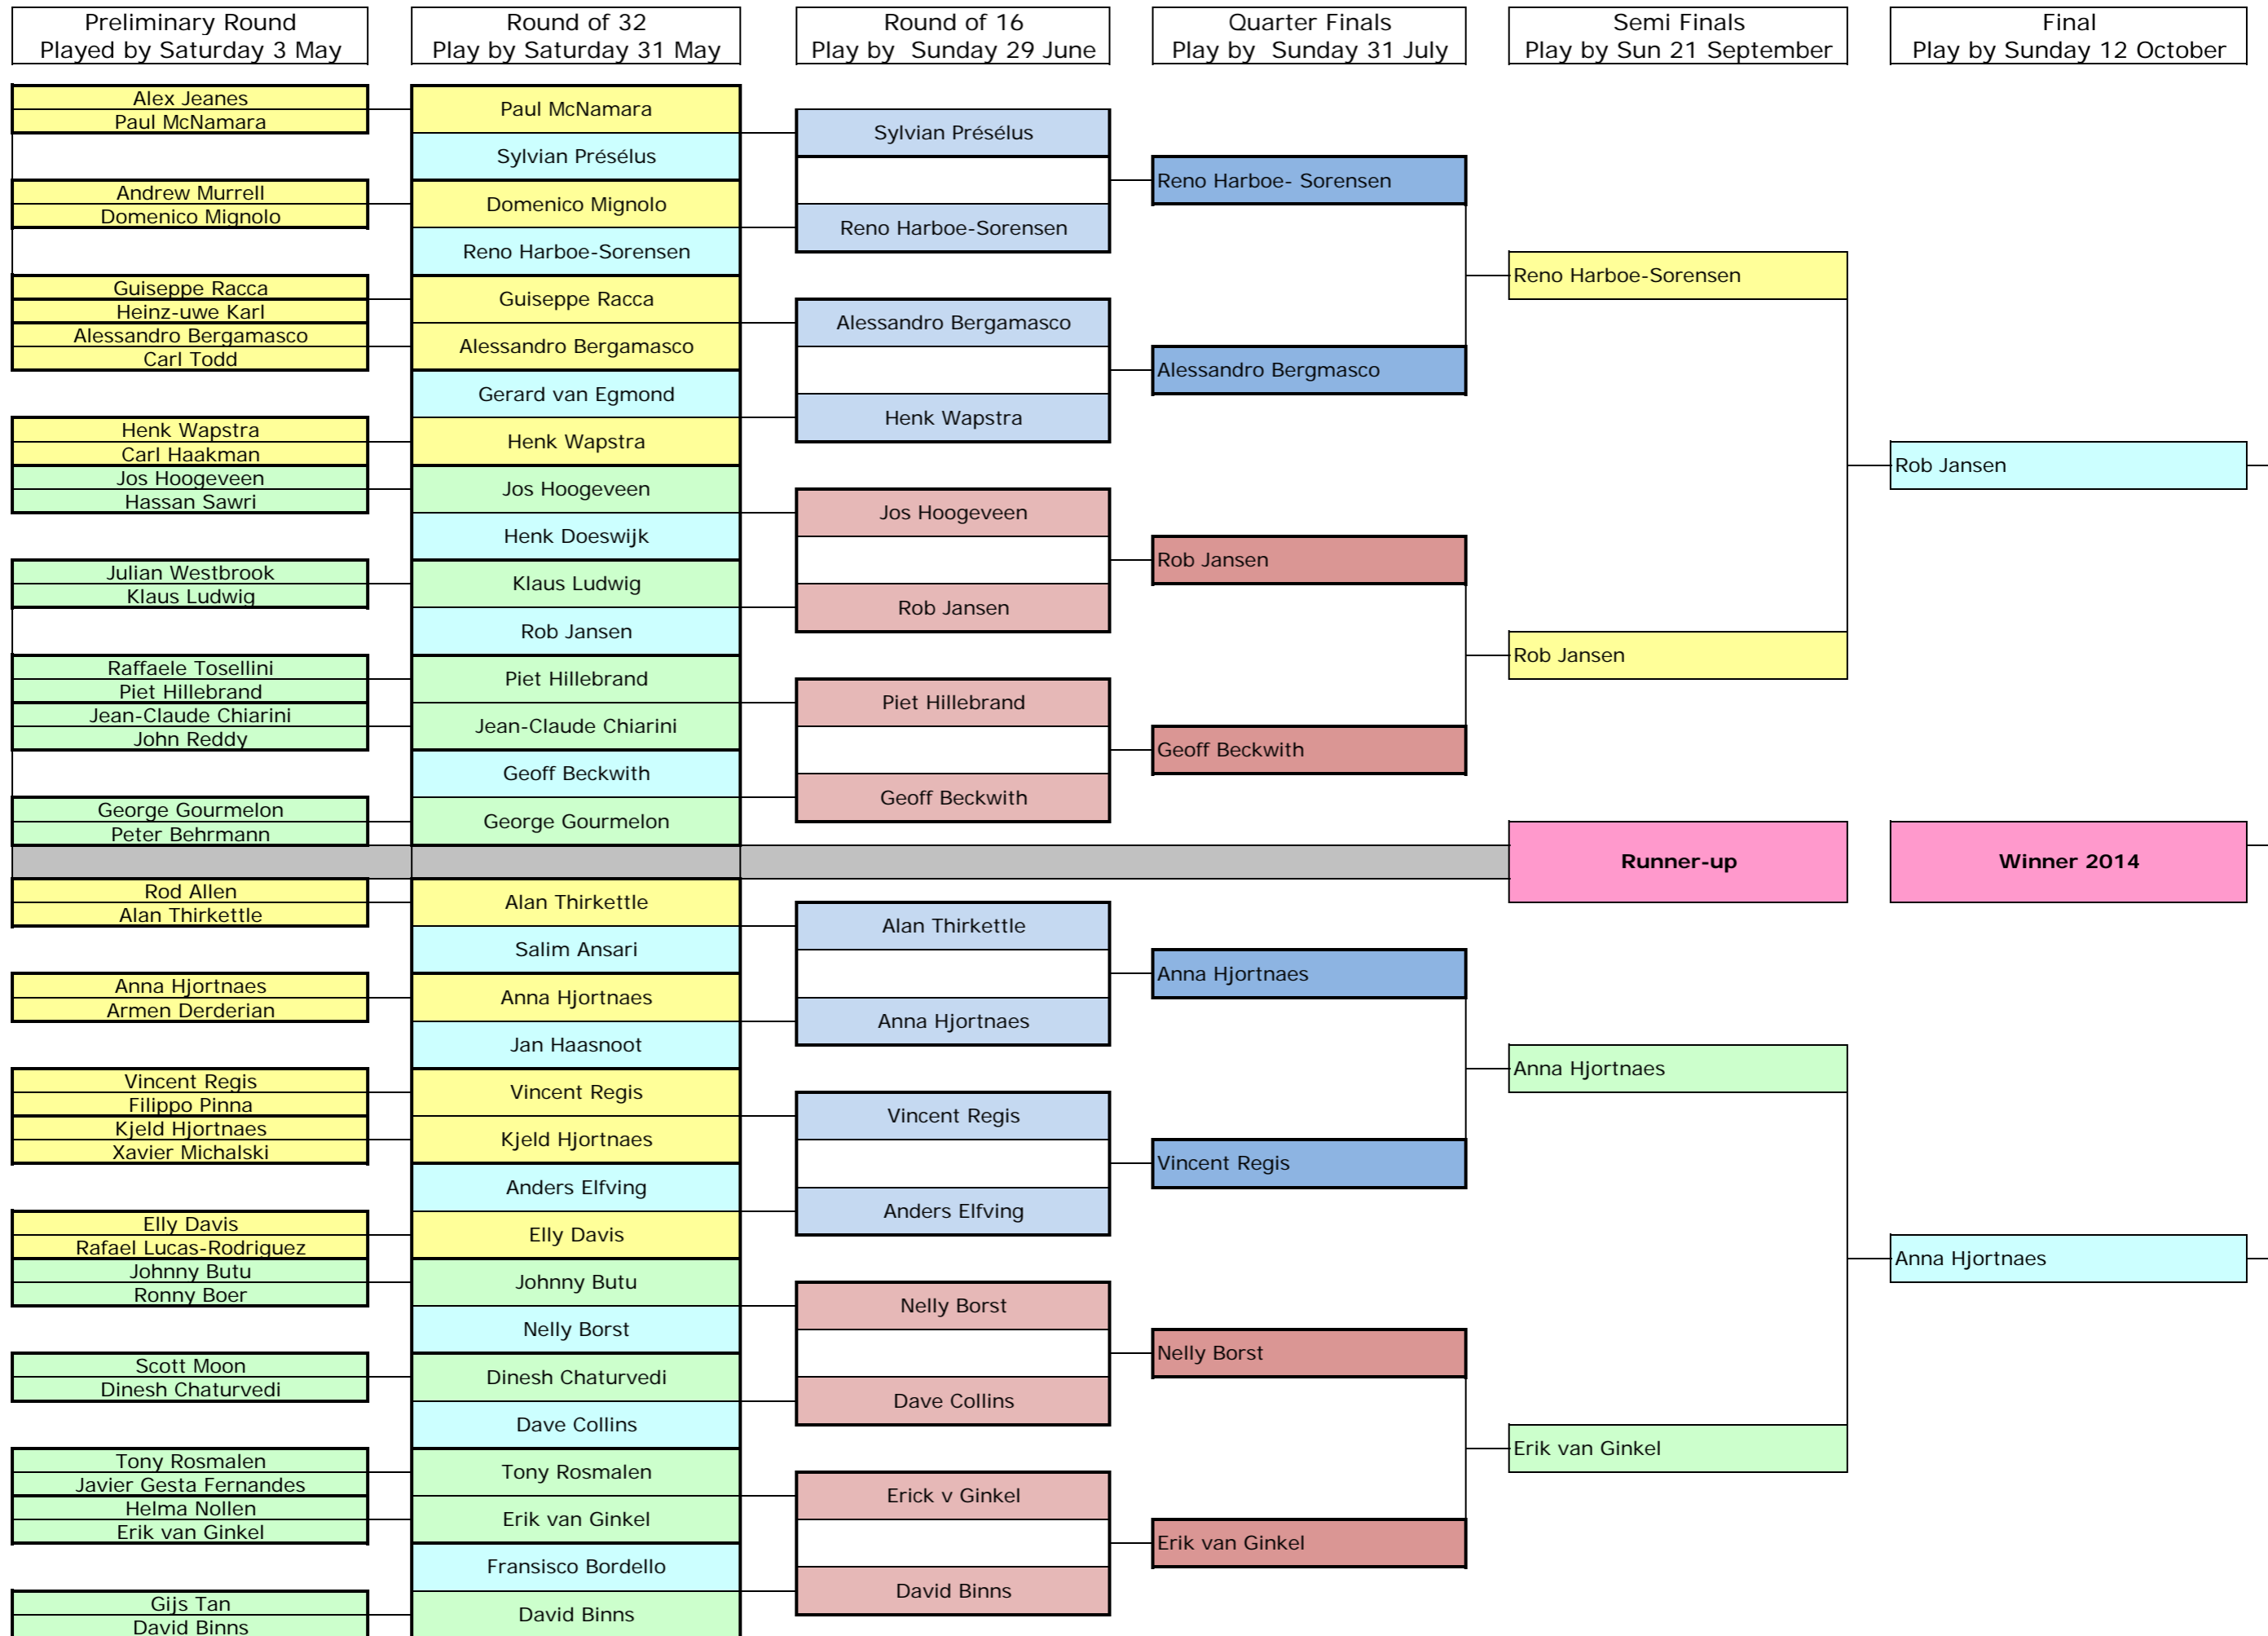 Preliminary Round
Played by Saturday 3 May
Round of 32
Play by Saturday 31 May
Round of 16
Play by  Sunday 29 June
Quarter Finals
Play by  Sunday 31 July
Semi Finals
Play by Sun 21 September
Final
Play by Sunday 12 October
Alex Jeanes
Paul McNamara
Andrew Murrell
Domenico Mignolo
Guiseppe Racca
Heinz-uwe Karl
Alessandro Bergamasco
Carl Todd
Henk Wapstra
Carl Haakman
Jos Hoogeveen
Hassan Sawri
Julian Westbrook
Klaus Ludwig
Raffaele Tosellini
Piet Hillebrand
Jean-Claude Chiarini
John Reddy
George Gourmelon
Peter Behrmann
Rod Allen
Alan Thirkettle
Anna Hjortnaes
Armen Derderian
Vincent Regis
Filippo Pinna
Kjeld Hjortnaes
Xavier Michalski
Elly Davis
Rafael Lucas-Rodriguez
Johnny Butu
Ronny Boer
Scott Moon
Dinesh Chaturvedi
Tony Rosmalen
Javier Gesta Fernandes
Helma Nollen
Erik van Ginkel
Gijs Tan
David Binns
Paul McNamara
Sylvian Présélus
Domenico Mignolo
Reno Harboe-Sorensen
Guiseppe Racca
Alessandro Bergamasco
Gerard van Egmond
Henk Wapstra
Jos Hoogeveen
Henk Doeswijk
Klaus Ludwig
Rob Jansen
Piet Hillebrand
Jean-Claude Chiarini
Geoff Beckwith
George Gourmelon
Alan Thirkettle
Salim Ansari
Anna Hjortnaes
Jan Haasnoot
Vincent Regis
Kjeld Hjortnaes
Anders Elfving
Elly Davis
Johnny Butu
Nelly Borst
Dinesh Chaturvedi
Dave Collins
Tony Rosmalen
Erik van Ginkel
Fransisco Bordello
David Binns
Sylvian Présélus
Reno Harboe-Sorensen
Alessandro Bergamasco
Henk Wapstra
Jos Hoogeveen
Rob Jansen
Piet Hillebrand
Geoff Beckwith
Alan Thirkettle
Anna Hjortnaes
Vincent Regis
Anders Elfving
Nelly Borst
Dave Collins
Erick v Ginkel
David Binns
Reno Harboe- Sorensen
Alessandro Bergmasco
Rob Jansen
Geoff Beckwith
Anna Hjortnaes
Vincent Regis
Nelly Borst
Erik van Ginkel
Reno Harboe-Sorensen
Rob Jansen
Runner-up
Anna Hjortnaes
Erik van Ginkel
Rob Jansen
Winner 2014
Anna Hjortnaes